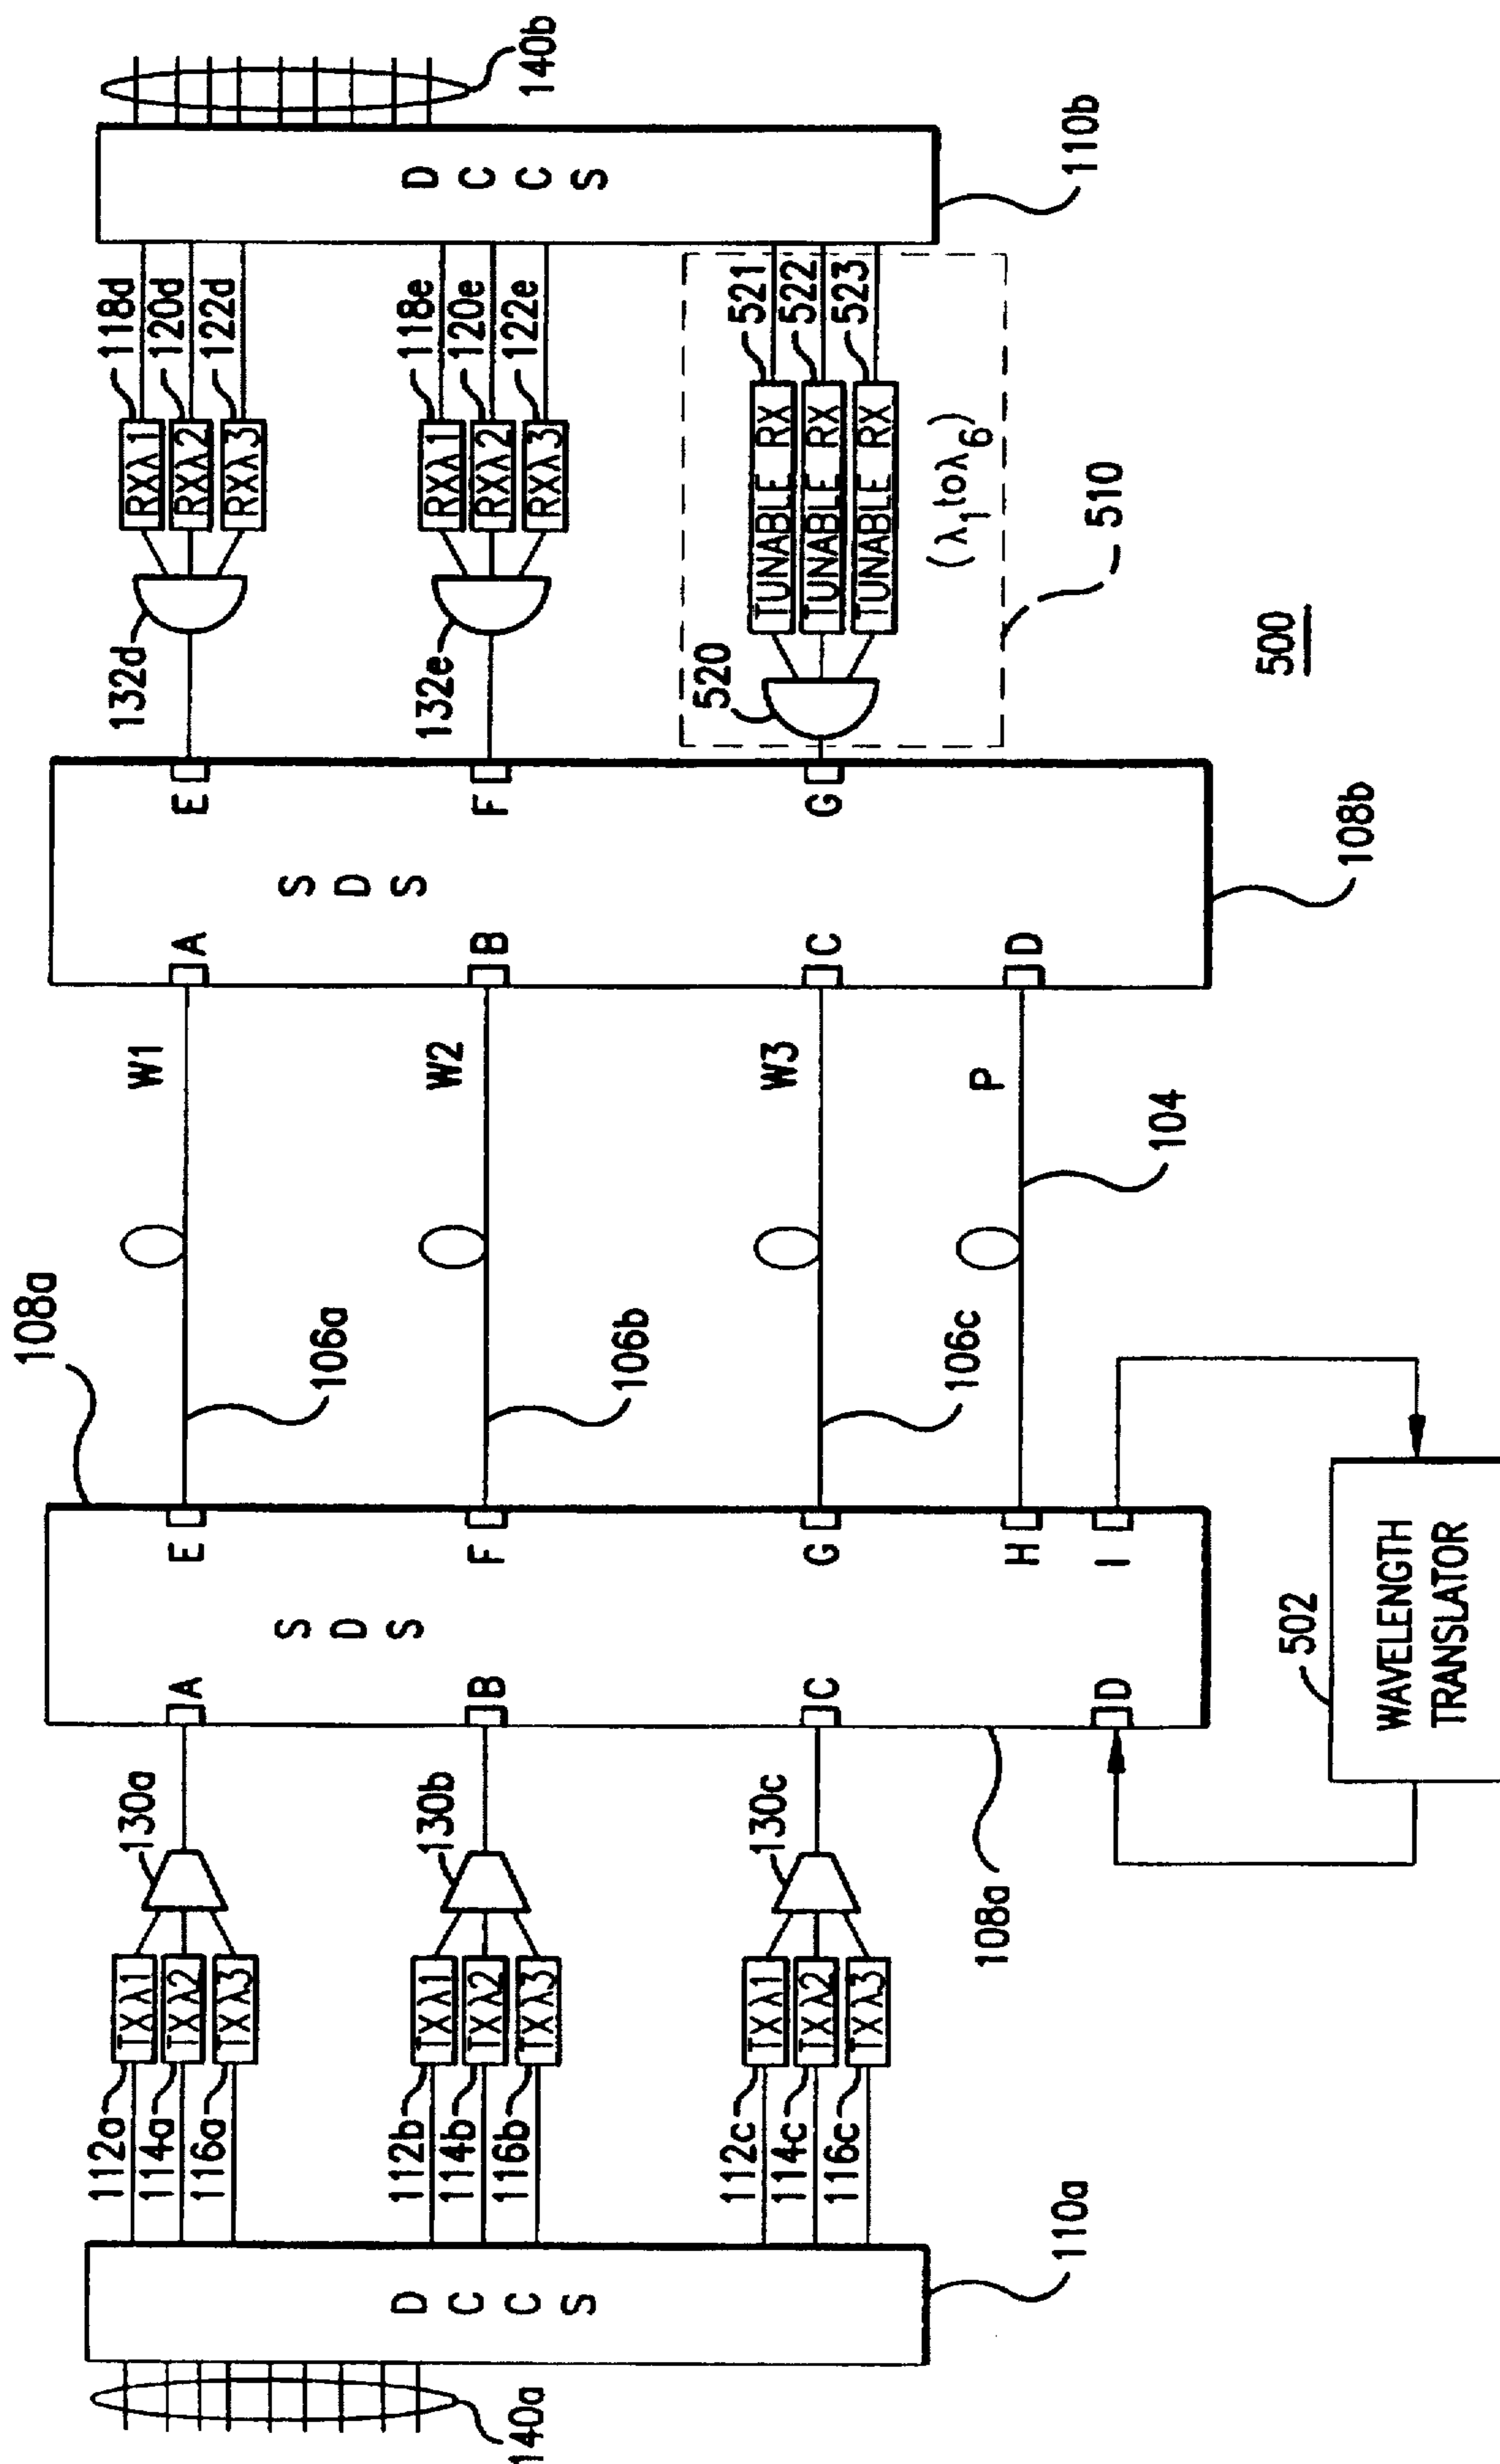 140a
D
C
C
S
110a
112a
TXλ1
114a
TXλ2
116a
TXλ3
130a
112b
TXλ1
114b
TXλ2
116b
TXλ3
130b
112c
TXλ1
114c
TXλ2
116c
TXλ3
130c
108a
A
B
C
D
S
D
S
E
F
G
H
I
108a
502
WAVELENGTH
TRANSLATOR
106a
W1
106b
W2
106c
W3
104
P
A
B
C
D
S
D
S
E
F
G
108b
132d
RXλ1
118d
RXλ2
120d
RXλ3
122d
132e
RXλ1
118e
RXλ2
120e
RXλ3
122e
520
TUNABLE RX
521
TUNABLE RX
522
TUNABLE RX
523
(λ1 to λ6)
510
D
C
C
S
110b
140b
500